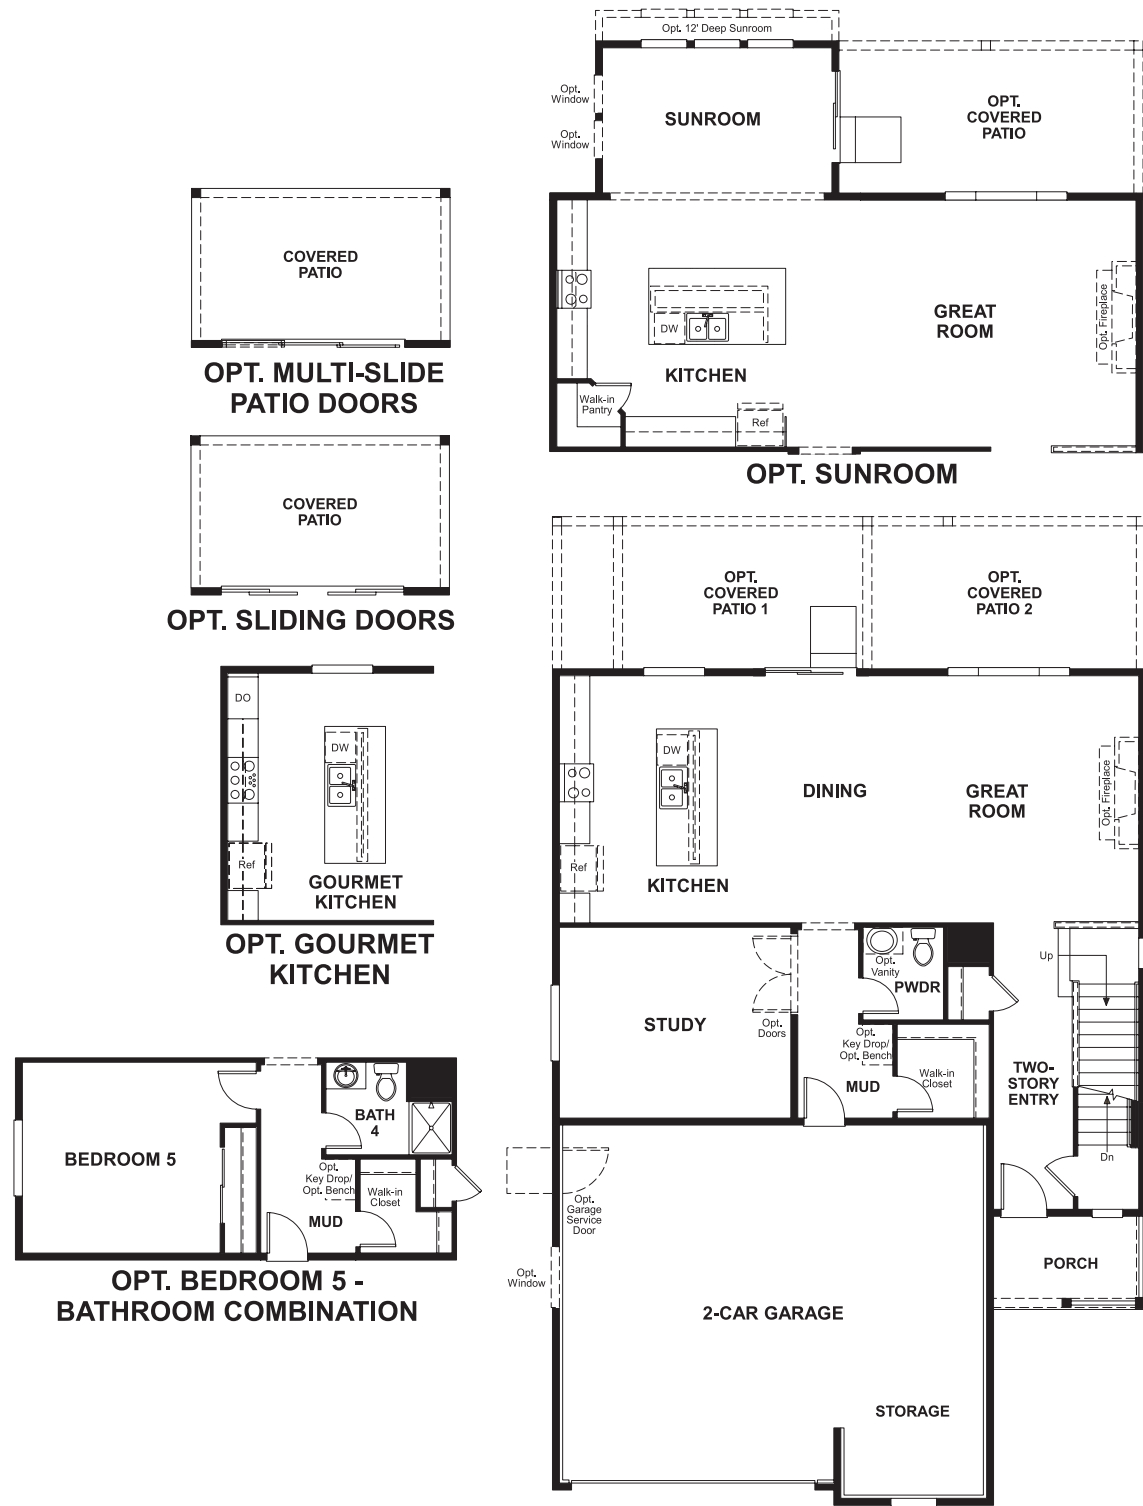 Opt. 12' Deep Sunroom
Opt.
Window
Opt.
Window
SUNROOM
OPT.
COVERED
PATIO
DW
KITCHEN
GREAT
ROOM
Opt. Fireplace
Walk-in
Pantry
Ref
OPT. SUNROOM
COVERED
PATIO
OPT. MULTI-SLIDE
PATIO DOORS
COVERED
PATIO
OPT. SLIDING DOORS
DO
DW
Ref
GOURMET
KITCHEN
OPT. GOURMET
KITCHEN
BEDROOM 5
BATH
4
Opt.
Key Drop/
Opt. Bench
Walk-in
Closet
MUD
OPT. BEDROOM 5 -
BATHROOM COMBINATION
OPT.
COVERED
PATIO 1
OPT.
COVERED
PATIO 2
DW
Ref
KITCHEN
DINING
GREAT
ROOM
Opt. Fireplace
STUDY
Opt.
Doors
Opt.
Vanity
PWDR
Up
Opt.
Key Drop/
Opt. Bench
MUD
Walk-in
Closet
TWO-
STORY
ENTRY
Dn
Opt.
Garage
Service
Door
Opt.
Window
PORCH
2-CAR GARAGE
STORAGE